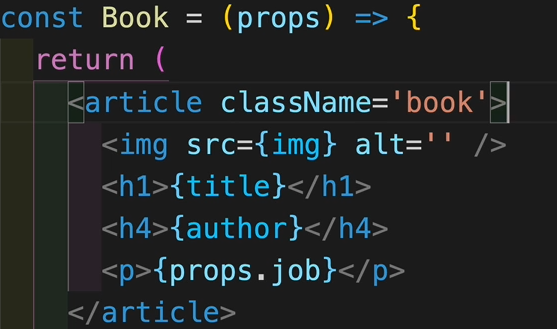 const Book = (props) => {
return (
<article className='book'>
<img src={img} alt='' />
<h1>{title}</h1>
<h4>{author}</h4>
<p>{props.job}</p>
</article>